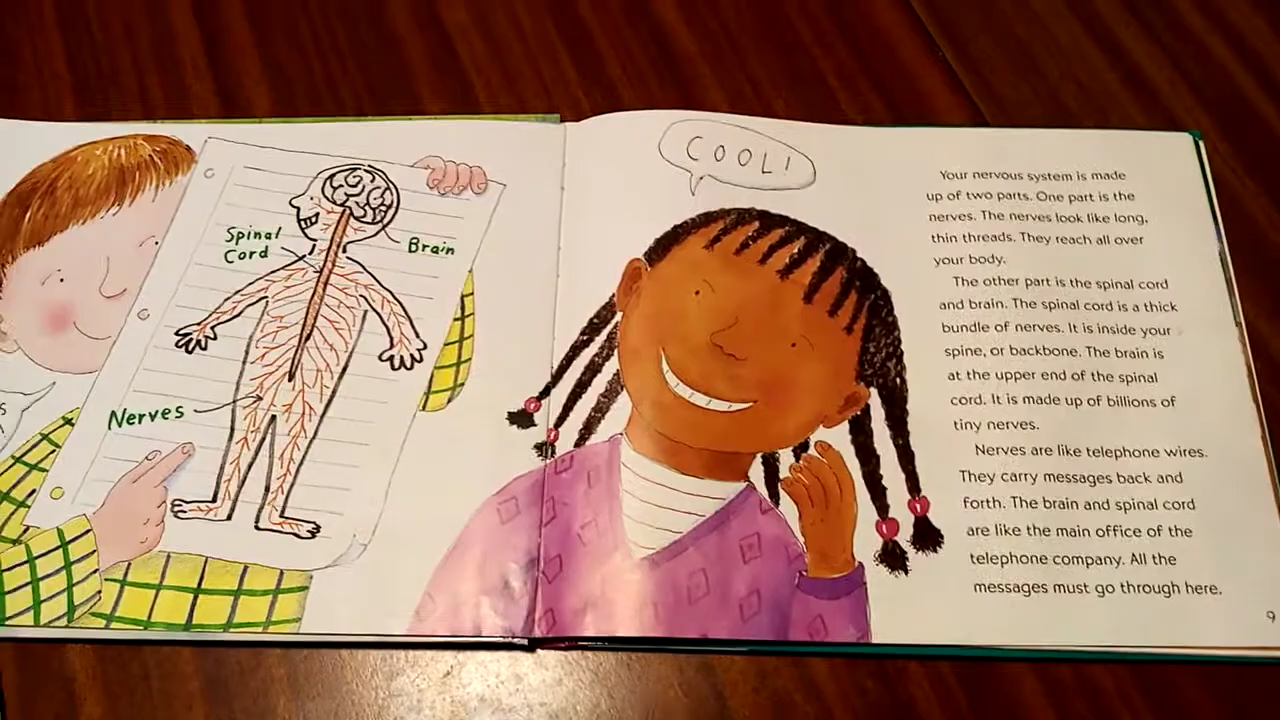 Spinal
Cord
Brain
Nerves
COOL!
Your nervous system is made
up of two parts. One part is the
nerves. The nerves look like long,
thin threads. They reach all over
your body.
The other part is the spinal cord
and brain. The spinal cord is a thick
bundle of nerves. It is inside your
spine, or backbone. The brain is
at the upper end of the spinal
cord. It is made up of billions of
tiny nerves.
Nerves are like telephone wires.
They carry messages back and
forth. The brain and spinal cord
are like the main office of the
telephone company. All the
messages must go through here.
9